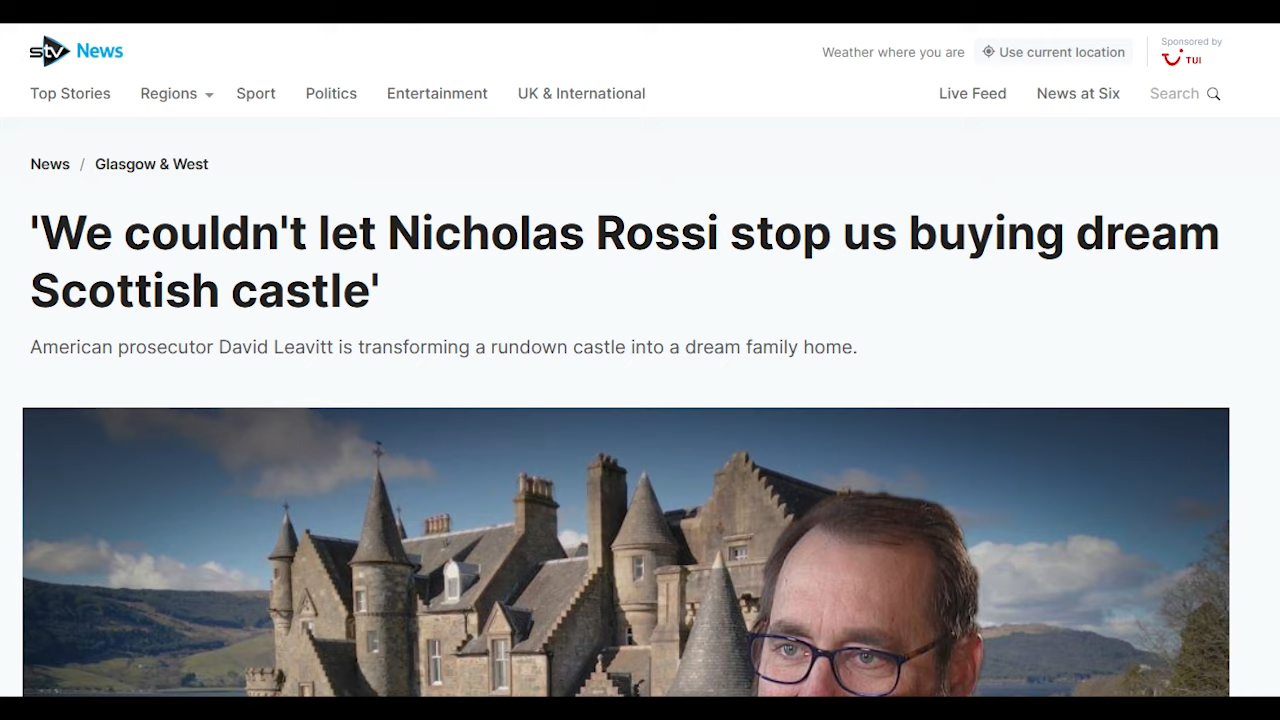 stv News
Weather where you are
Use current location
Sponsored by
TUI
Top Stories
Regions
Sport
Politics
Entertainment
UK & International
Live Feed
News at Six
Search
News / Glasgow & West
'We couldn't let Nicholas Rossi stop us buying dream
Scottish castle'
American prosecutor David Leavitt is transforming a rundown castle into a dream family home.